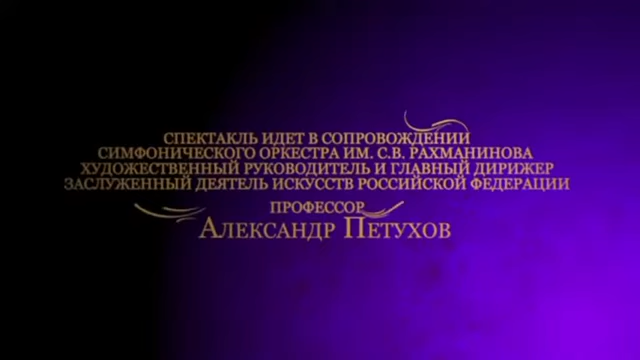 СПЕКТАКЛЬ ИДЕТ В СОПРОВОЖДЕНИИ
СИМФОНИЧЕСКОГО ОРКЕСТРА ИМ. С.В. РАХМАНИНОВА
ХУДОЖЕСТВЕННЫЙ РУКОВОДИТЕЛЬ И ГЛАВНЫЙ ДИРИЖЕР
ЗАСЛУЖЕННЫЙ ДЕЯТЕЛЬ ИСКУССТВ РОССИЙСКОЙ ФЕДЕРАЦИИ
ПРОФЕССОР
АЛЕКСАНДР ПЕТУХОВ